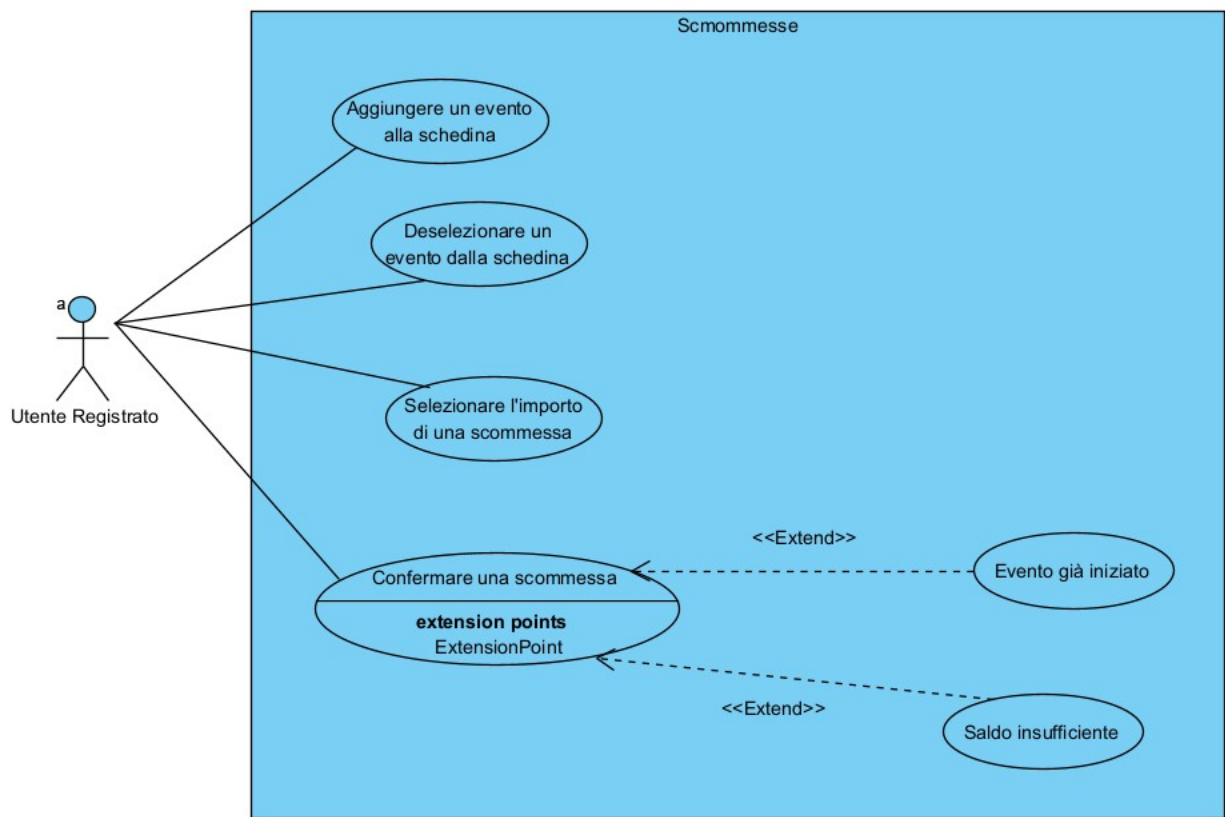 Scmommesse
Aggiungere un evento
alla schedina
Deselezionare un
evento dalla schedina
a
Utente Registrato
Selezionare l'importo
di una scommessa
<<Extend>>
Confermare una scommessa
Evento già iniziato
extension points
ExtensionPoint
<<Extend>>
Saldo insufficiente